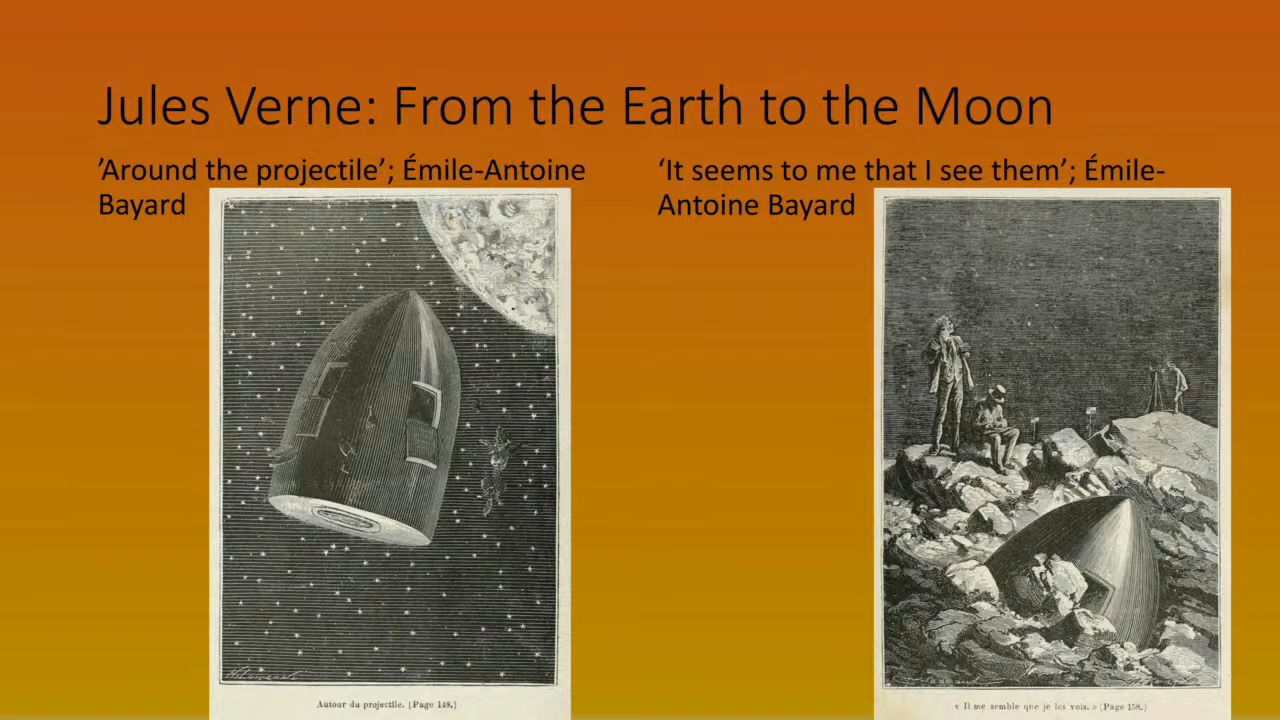 Jules Verne: From the Earth to the Moon
’Around the projectile’; Émile-Antoine
Bayard
‘It seems to me that I see them’; Émile-
Antoine Bayard
Autour du projectile. (Page 148.)
« Il me semble que je les vois. » (Page 158.)